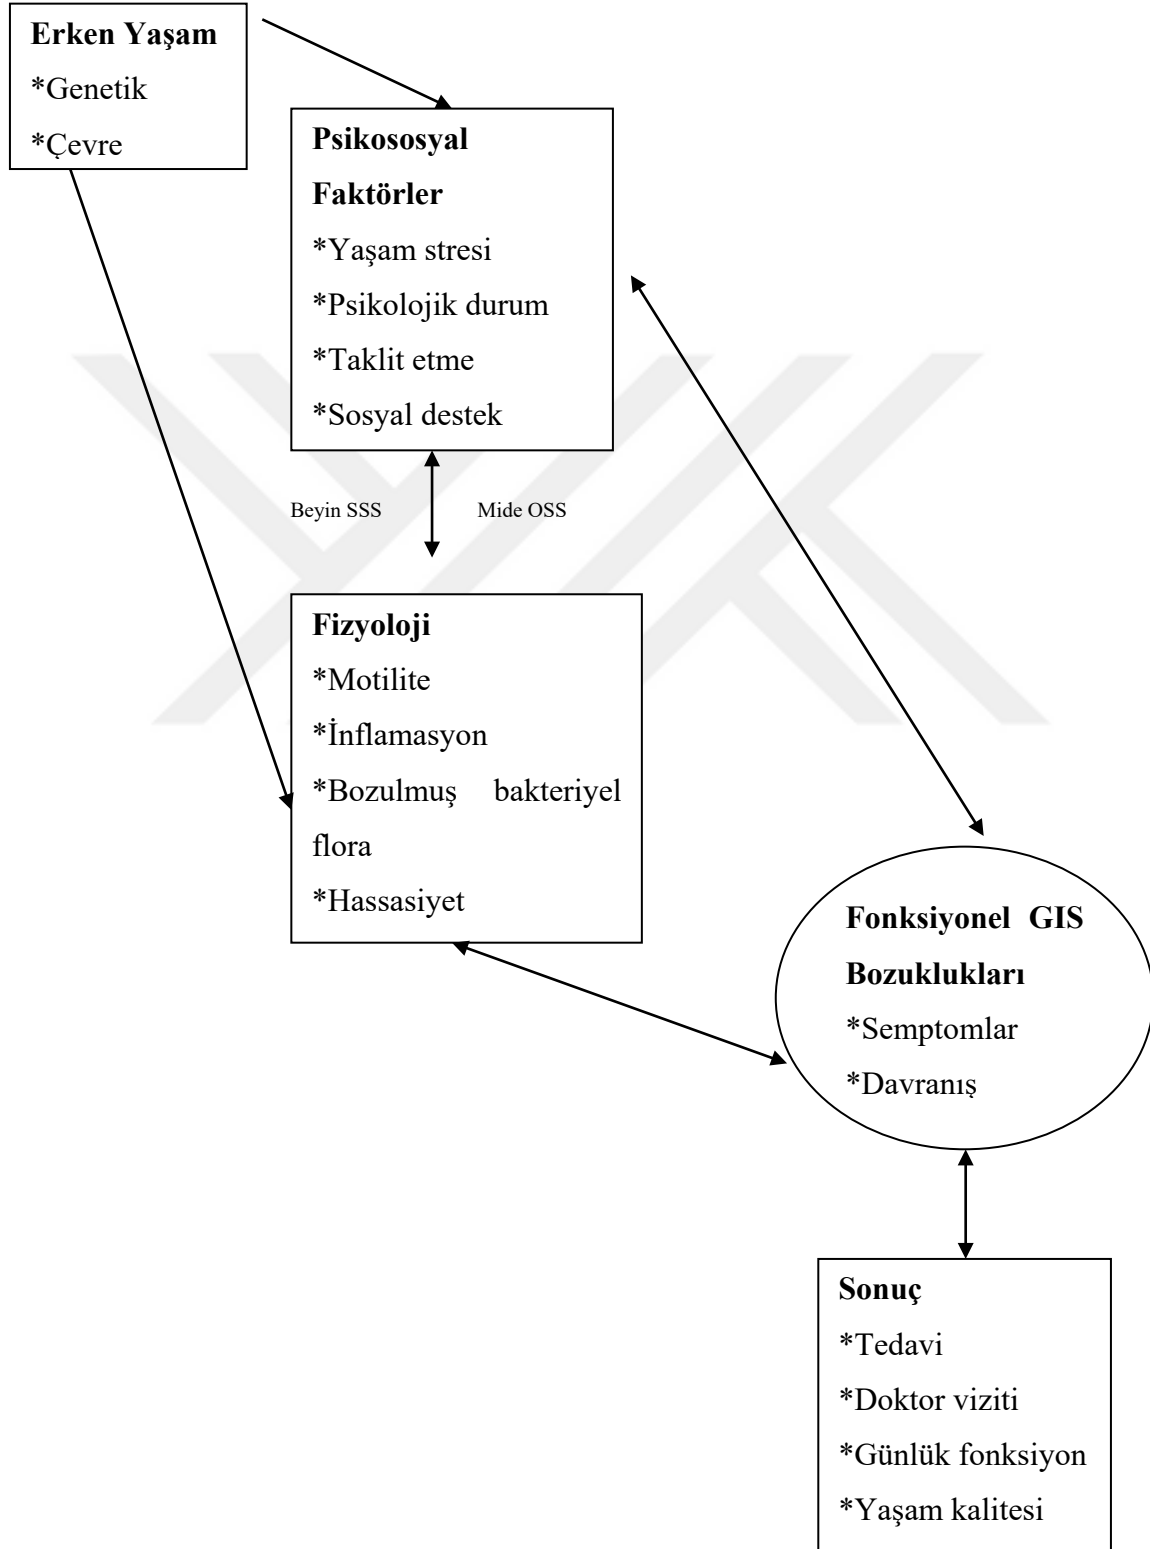 Erken Yaşam
*Genetik
*Çevre
Psikososyal
Faktörler
*Yaşam stresi
*Psikolojik durum
*Taklit etme
*Sosyal destek
Beyin SSS
Mide OSS
Fizyoloji
*Motilite
*İnflamasyon
*Bozulmuş bakteriyel
flora
*Hassasiyet
Fonksiyonel GIS
Bozuklukları
*Semptomlar
*Davranış
Sonuç
*Tedavi
*Doktor viziti
*Günlük fonksiyon
*Yaşam kalitesi